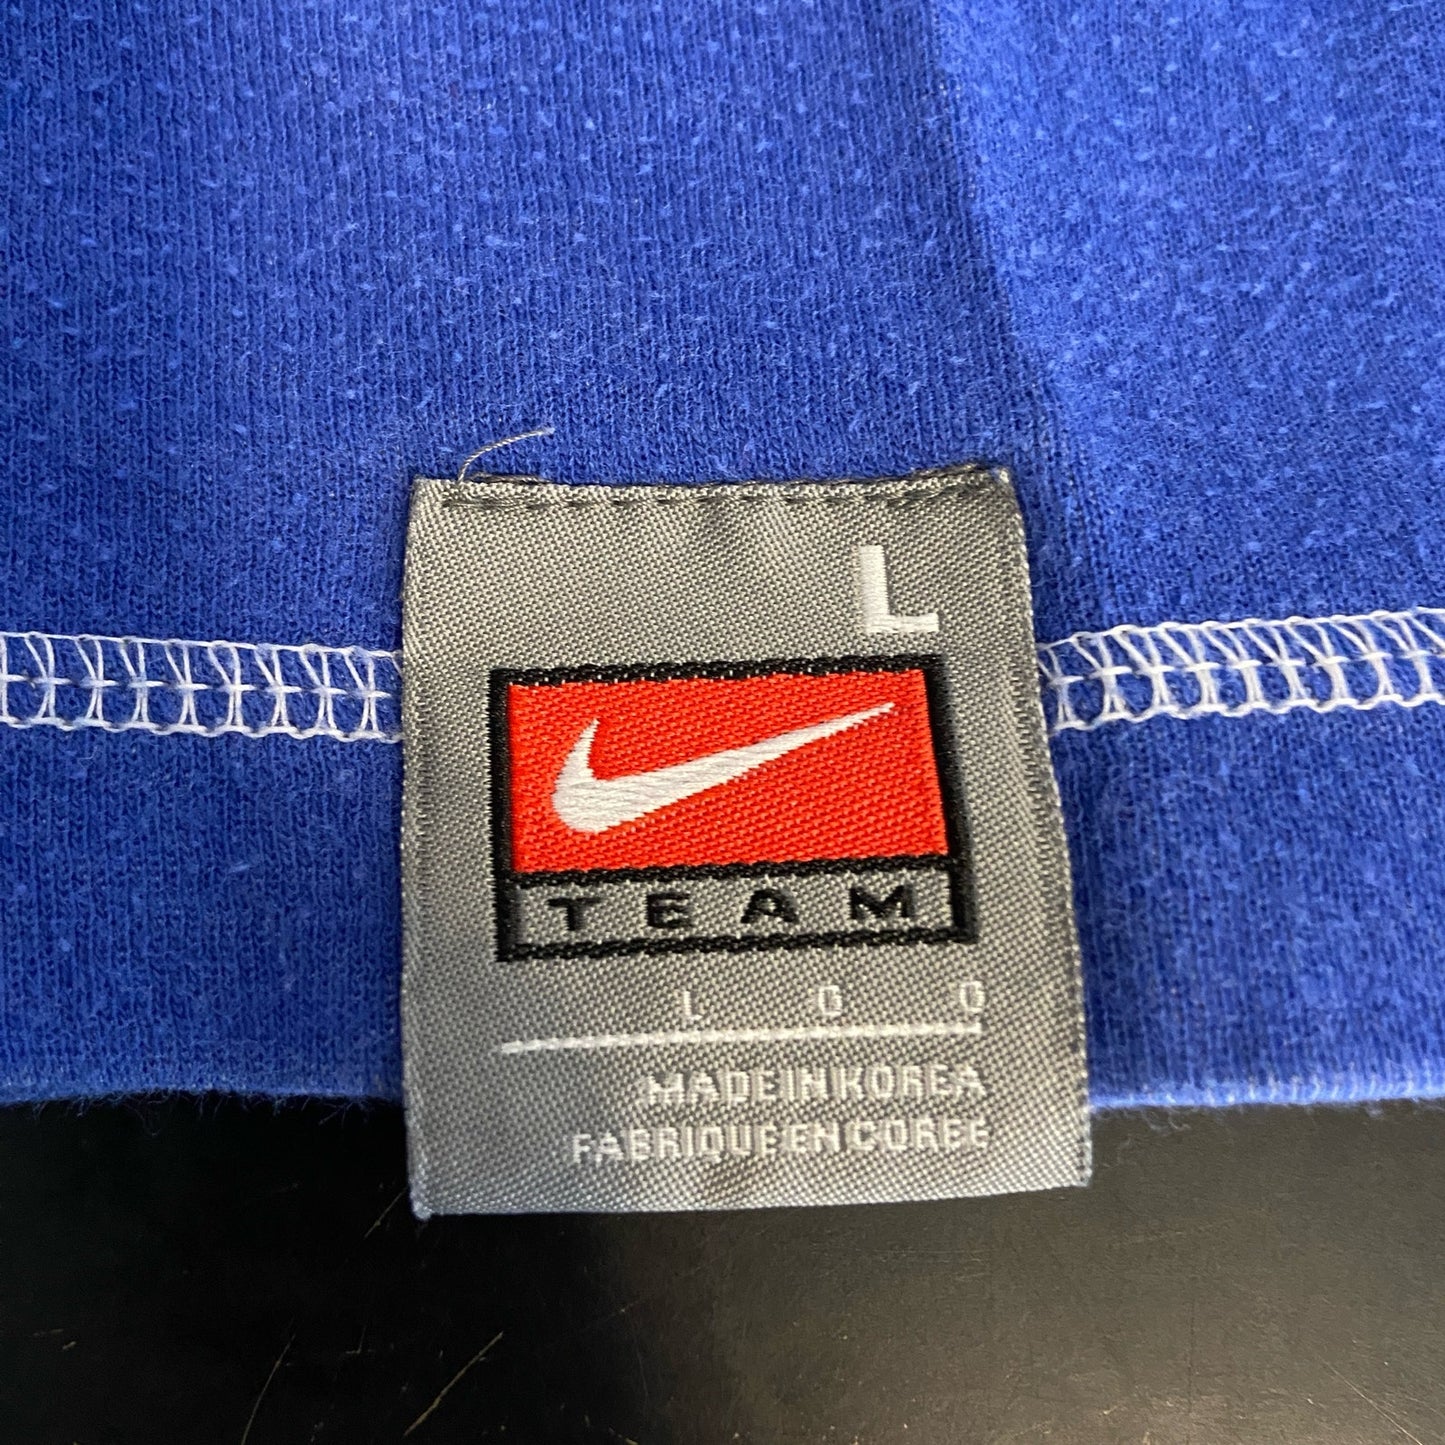 L
TEAM
L G G
MADE IN KOREA
FABRIQUE EN COREE